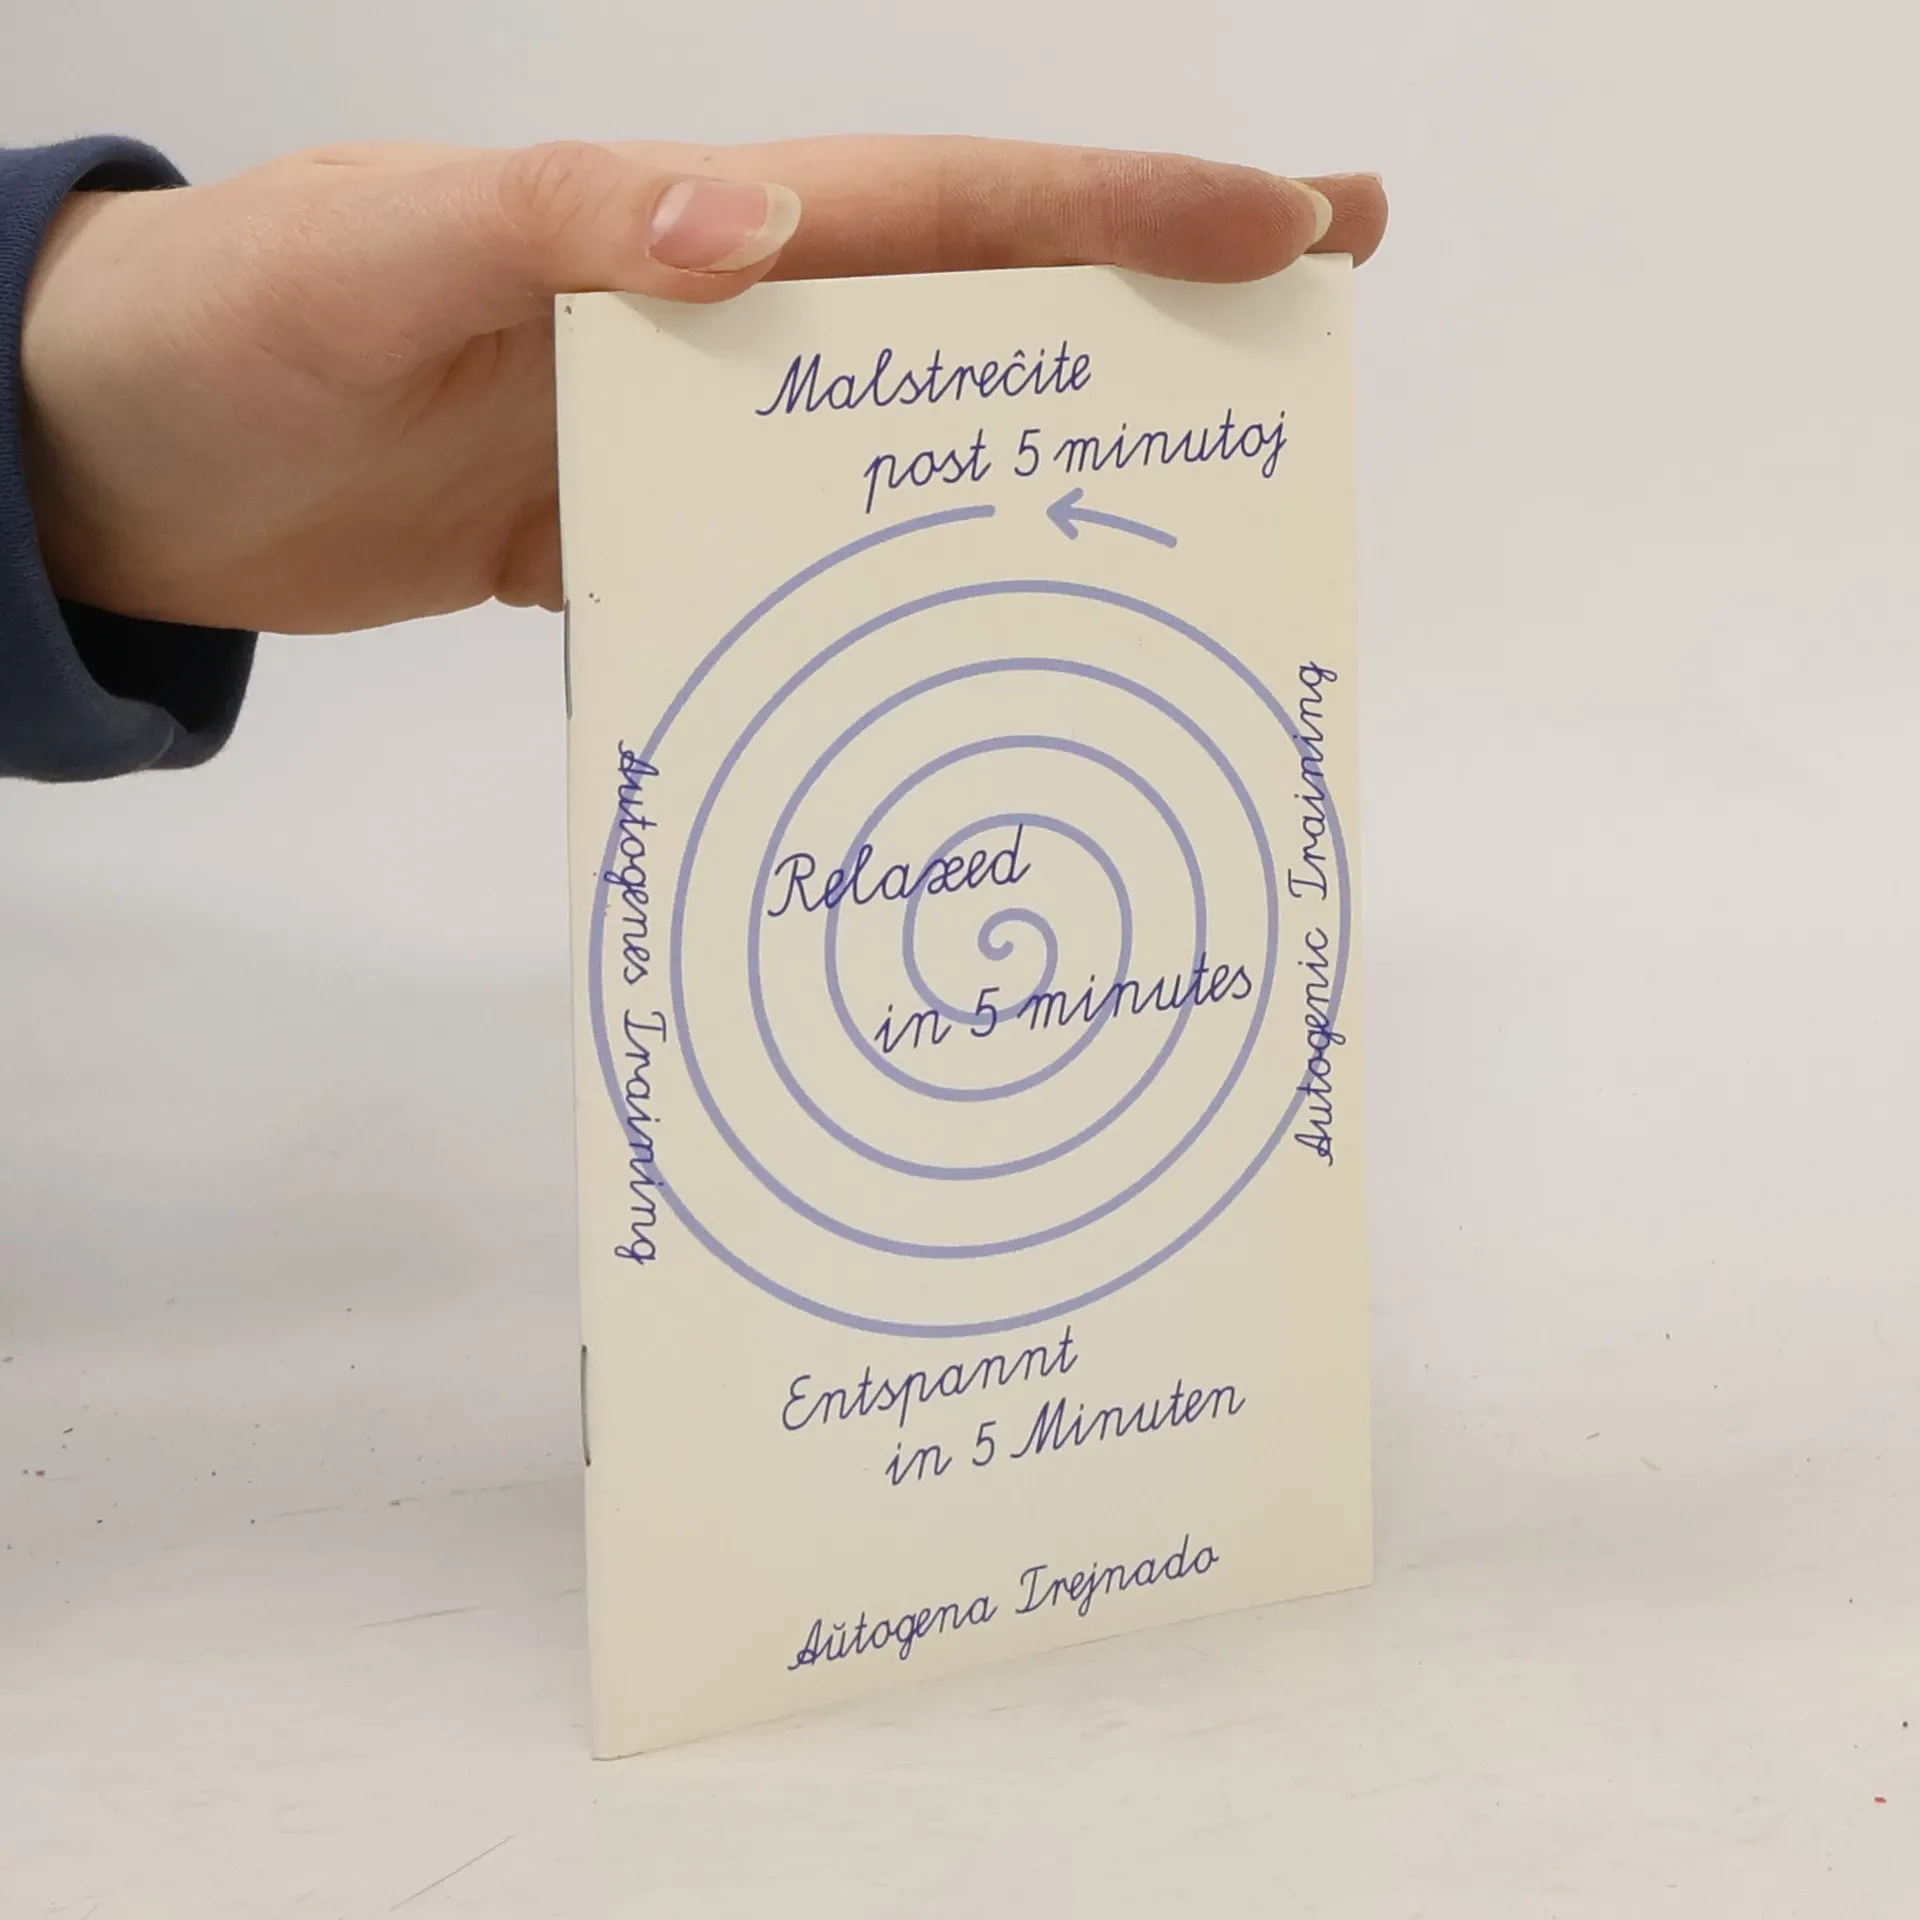 Malstreĉite
post 5 minutoj
Autogenes Training
Relaxed
in 5 minutes
Autogenic Training
Entspannt
in 5 Minuten
Aŭtogena Trejnado